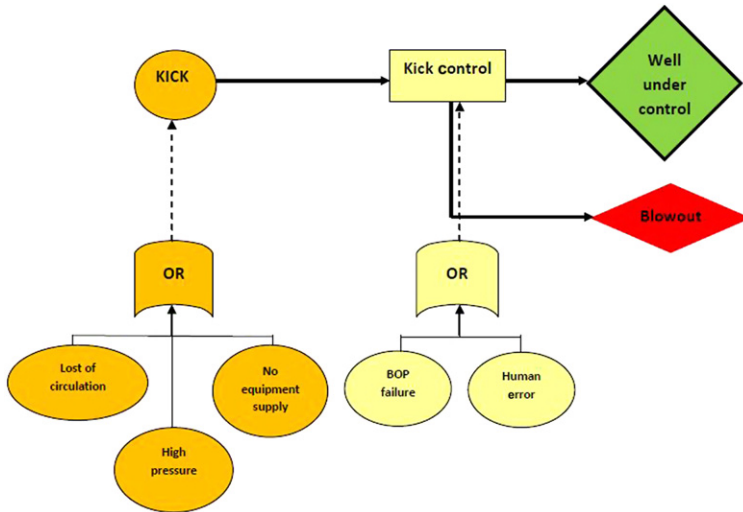 KICK
Kick control
Well
under
control
Blowout
OR
OR
Lost of
circulation
No
equipment
supply
High
pressure
BOP
failure
Human
error